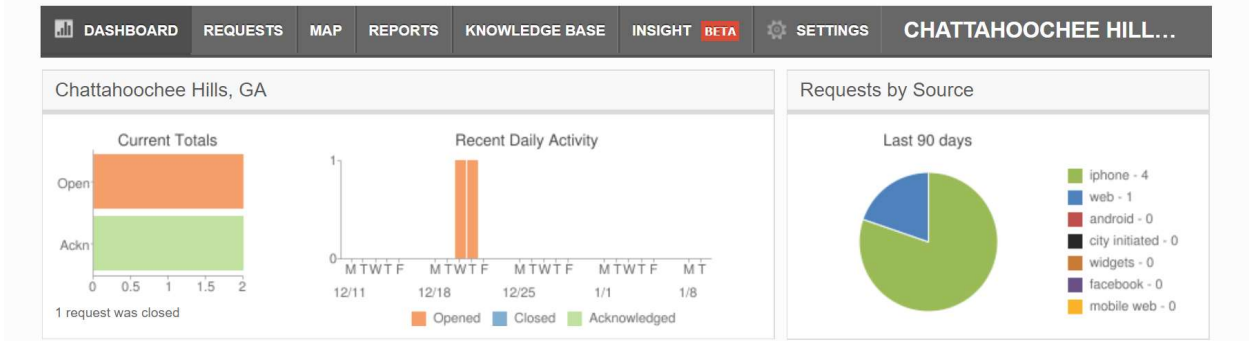 DASHBOARD REQUESTS MAP REPORTS KNOWLEDGE BASE INSIGHT BETA SETTINGS CHATTAHOOCHEE HILL...
Chattahoochee Hills, GA
Current Totals
Open
Ackn
0 0.5 1 1.5 2
1 request was closed
Recent Daily Activity
1
0
M T W T F M T W T F M T W T F M T W T F M T
12/11 12/18 12/25 1/1 1/8
Opened Closed Acknowledged
Requests by Source
Last 90 days
iphone - 4
web - 1
android - 0
city initiated - 0
widgets - 0
facebook - 0
mobile web - 0